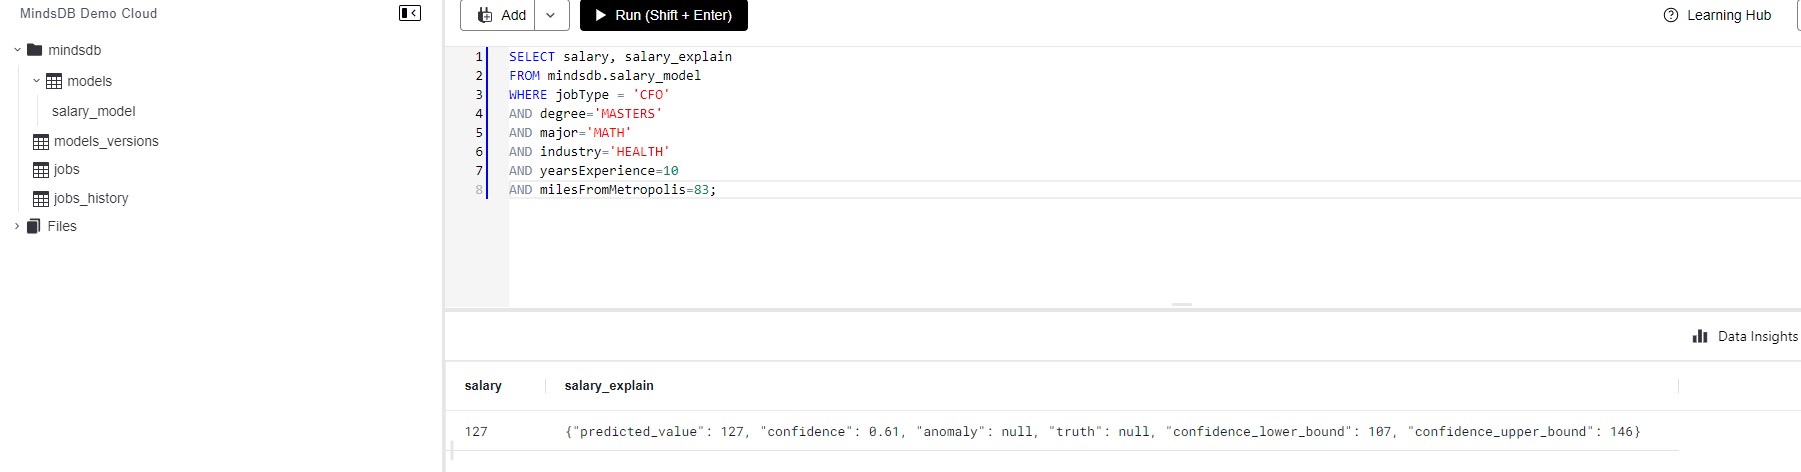 MindsDB Demo Cloud
mindsdb
models
salary_model
models_versions
jobs
jobs_history
Files
Add
Run (Shift + Enter)
Learning Hub
1 SELECT salary, salary_explain
2 FROM mindsdb.salary_model
3 WHERE jobType = 'CFO'
4 AND degree='MASTERS'
5 AND major='MATH'
6 AND industry='HEALTH'
7 AND yearsExperience=10
8 AND milesFromMetropolis=83;
Data Insights
salary salary_explain
127 {"predicted_value": 127, "confidence": 0.61, "anomaly": null, "truth": null, "confidence_lower_bound": 107, "confidence_upper_bound": 146}